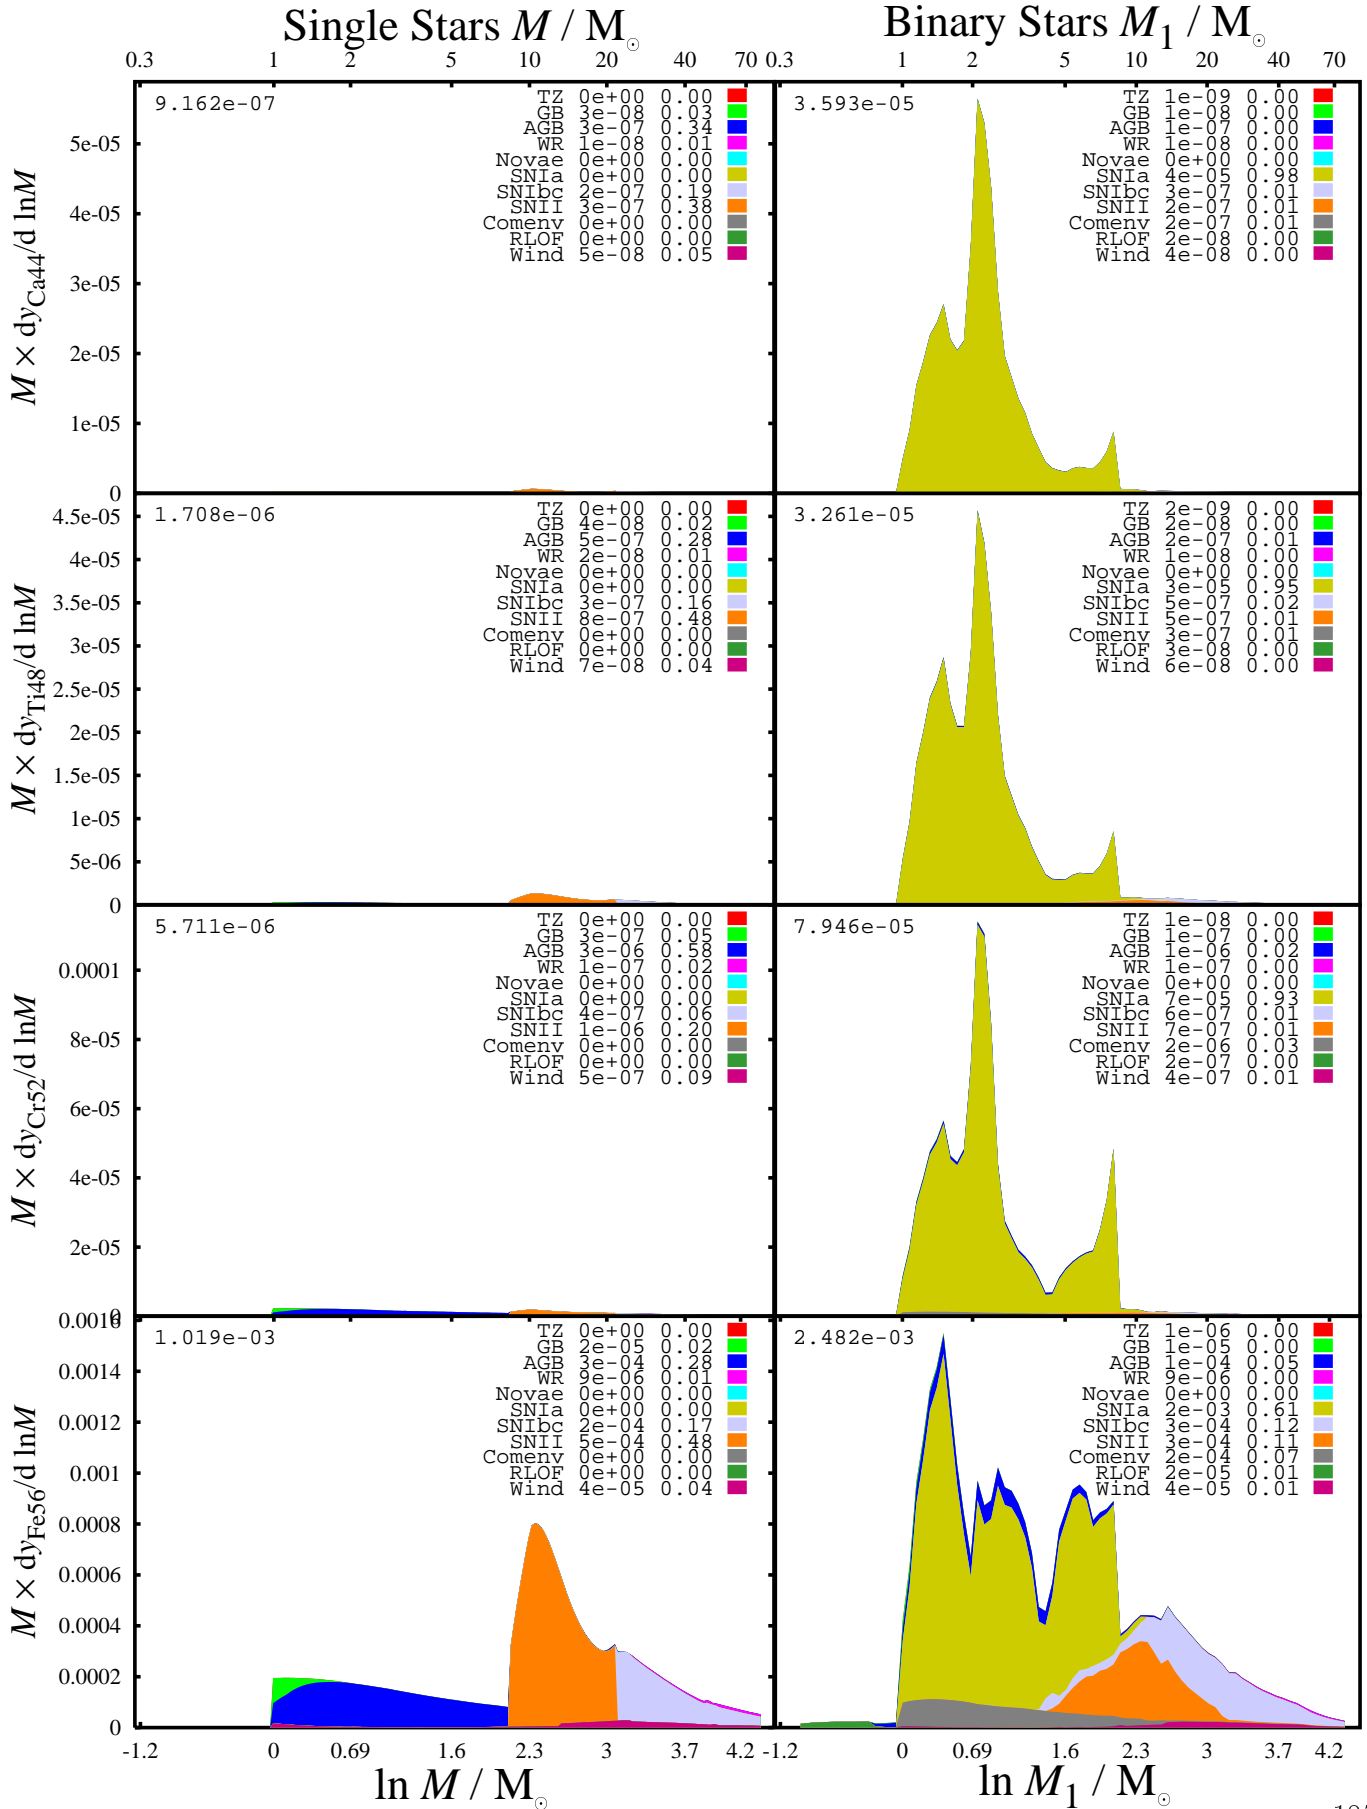 Single Stars M / M☉
Binary Stars M1 / M☉
0.3 1 2 5 10 20 40 70 0.3 1 2 5 10 20 40 70
M × dyCa44/d lnM
5e-05
4e-05
3e-05
2e-05
1e-05
0
9.162e-07
TZ 0e+00 0.00
GB 3e-08 0.03
AGB 3e-07 0.34
WR 1e-08 0.01
Novae 0e+00 0.00
SNIa 0e+00 0.00
SNIbc 2e-07 0.19
SNII 3e-07 0.38
Comenv 0e+00 0.00
RLOF 0e+00 0.00
Wind 5e-08 0.05
3.593e-05
TZ 1e-09 0.00
GB 1e-08 0.00
AGB 1e-07 0.00
WR 1e-08 0.00
Novae 0e+00 0.00
SNIa 4e-05 0.98
SNIbc 3e-07 0.01
SNII 2e-07 0.01
Comenv 2e-07 0.01
RLOF 2e-08 0.00
Wind 4e-08 0.00
M × dyTi48/d lnM
4.5e-05
4e-05
3.5e-05
3e-05
2.5e-05
2e-05
1.5e-05
1e-05
5e-06
0
1.708e-06
TZ 0e+00 0.00
GB 4e-08 0.02
AGB 5e-07 0.28
WR 2e-08 0.01
Novae 0e+00 0.00
SNIa 0e+00 0.00
SNIbc 3e-07 0.16
SNII 8e-07 0.48
Comenv 0e+00 0.00
RLOF 0e+00 0.00
Wind 7e-08 0.04
3.261e-05
TZ 2e-09 0.00
GB 2e-08 0.00
AGB 2e-07 0.01
WR 1e-08 0.00
Novae 0e+00 0.00
SNIa 3e-05 0.95
SNIbc 5e-07 0.02
SNII 5e-07 0.01
Comenv 3e-07 0.01
RLOF 3e-08 0.00
Wind 6e-08 0.00
M × dyCr52/d lnM
0.0001
8e-05
6e-05
4e-05
2e-05
0
5.711e-06
TZ 0e+00 0.00
GB 3e-07 0.05
AGB 3e-06 0.58
WR 1e-07 0.02
Novae 0e+00 0.00
SNIa 0e+00 0.00
SNIbc 4e-07 0.06
SNII 1e-06 0.20
Comenv 0e+00 0.00
RLOF 0e+00 0.00
Wind 5e-07 0.09
7.946e-05
TZ 1e-08 0.00
GB 1e-07 0.00
AGB 1e-06 0.02
WR 1e-07 0.00
Novae 0e+00 0.00
SNIa 7e-05 0.93
SNIbc 6e-07 0.01
SNII 7e-07 0.01
Comenv 2e-06 0.03
RLOF 2e-07 0.00
Wind 4e-07 0.01
M × dyFe56/d lnM
0.0016
0.0014
0.0012
0.001
0.0008
0.0006
0.0004
0.0002
0
1.019e-03
TZ 0e+00 0.00
GB 2e-05 0.02
AGB 3e-04 0.28
WR 9e-06 0.01
Novae 0e+00 0.00
SNIa 0e+00 0.00
SNIbc 2e-04 0.17
SNII 5e-04 0.48
Comenv 0e+00 0.00
RLOF 0e+00 0.00
Wind 4e-05 0.04
2.482e-03
TZ 1e-06 0.00
GB 1e-05 0.00
AGB 1e-04 0.05
WR 9e-06 0.00
Novae 0e+00 0.00
SNIa 2e-03 0.61
SNIbc 3e-04 0.12
SNII 3e-04 0.11
Comenv 2e-04 0.07
RLOF 2e-05 0.01
Wind 4e-05 0.01
-1.2 0 0.69 1.6 2.3 3 3.7 4.2 -1.2 0 0.69 1.6 2.3 3 3.7 4.2
ln M / M☉
ln M1 / M☉